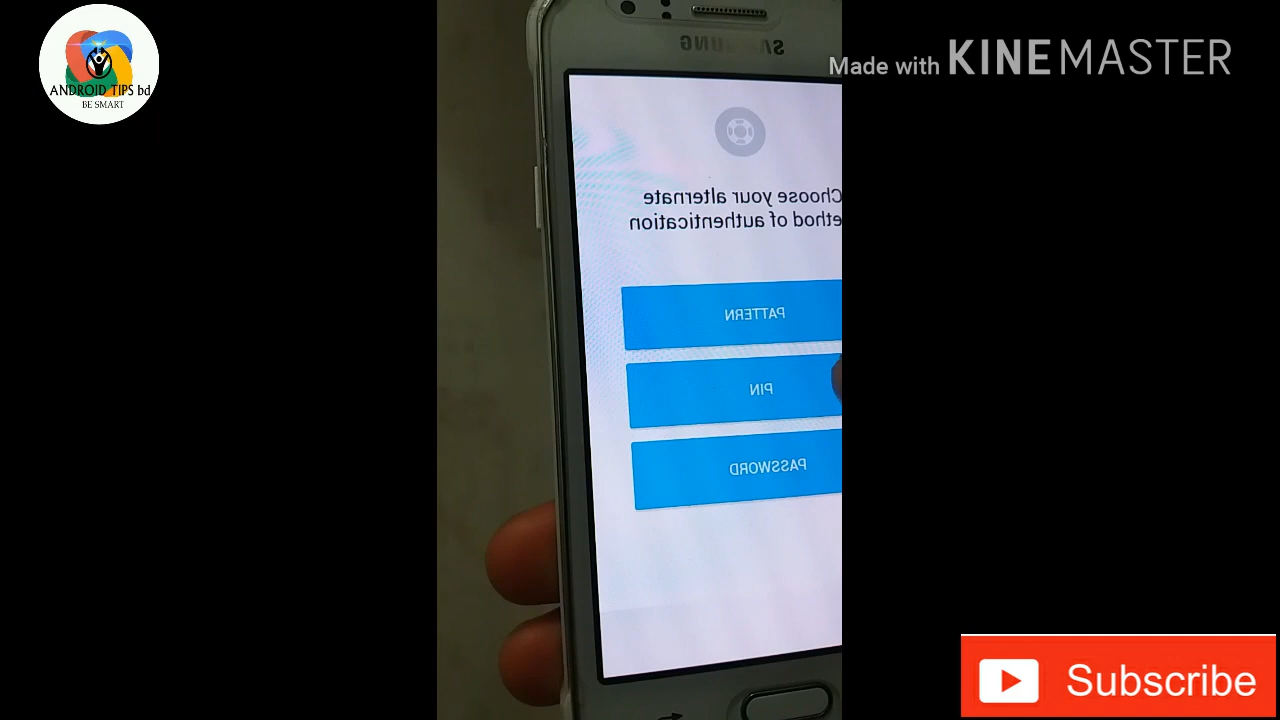 ANDROID TIPS bd
BE SMART
Made with KINEMASTER
SAMSUNG
Choose your alternate
ethod of authentication
PATTERN
PIN
PASSWORD
Subscribe